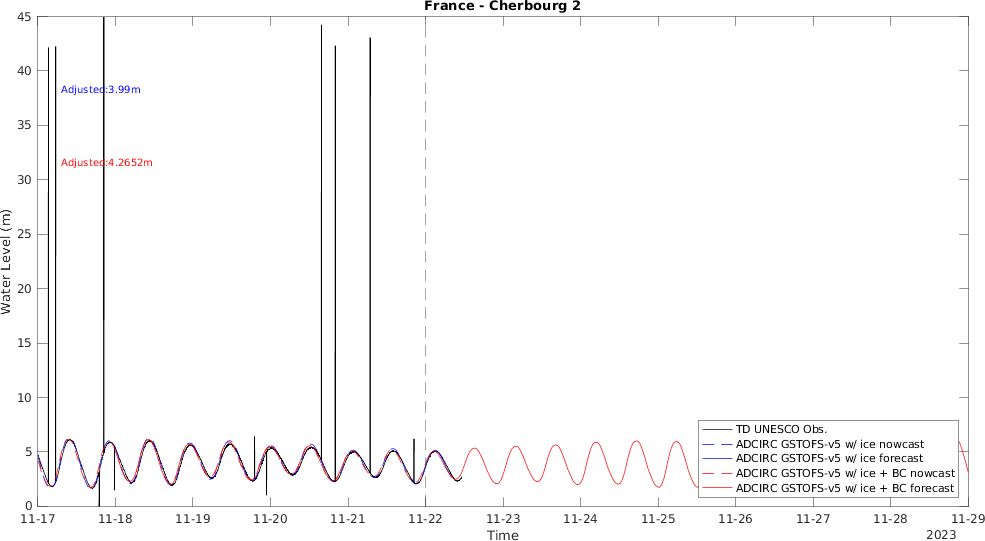 France - Cherbourg 2
45
40
35
30
25
20
15
10
5
0
Water Level (m)
Adjusted:3.99m
Adjusted:4.2652m
TD UNESCO Obs.
ADCIRC GSTOFS-v5 w/ ice nowcast
ADCIRC GSTOFS-v5 w/ ice forecast
ADCIRC GSTOFS-v5 w/ ice + BC nowcast
ADCIRC GSTOFS-v5 w/ ice + BC forecast
11-17 11-18 11-19 11-20 11-21 11-22 11-23 11-24 11-25 11-26 11-27 11-28 11-29
Time
2023